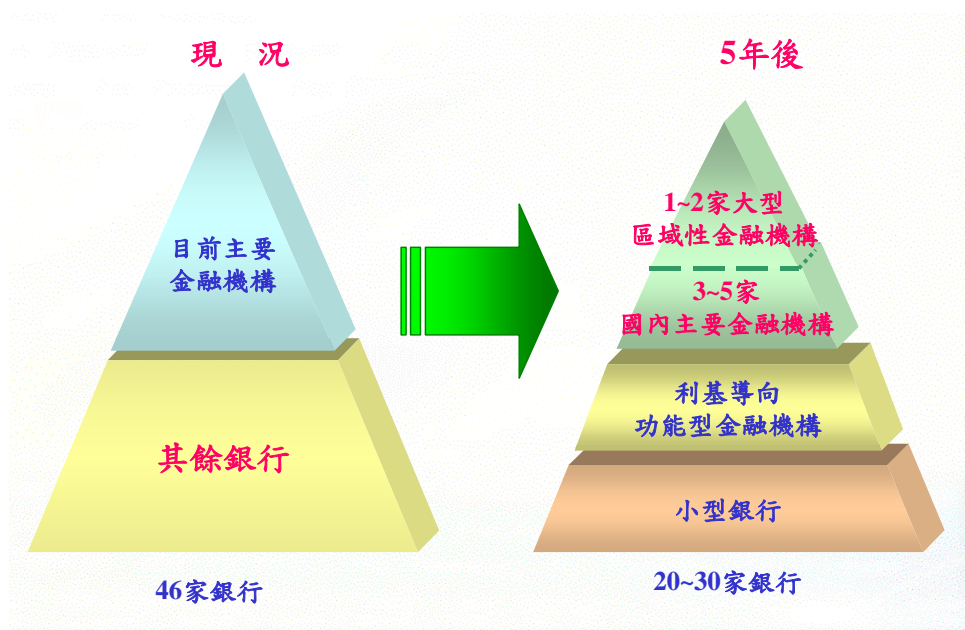 現 況
目前主要
金融機構
其餘銀行
46家銀行
5年後
1~2家大型
區域性金融機構
3~5家
國內主要金融機構
利基導向
功能型金融機構
小型銀行
20~30家銀行